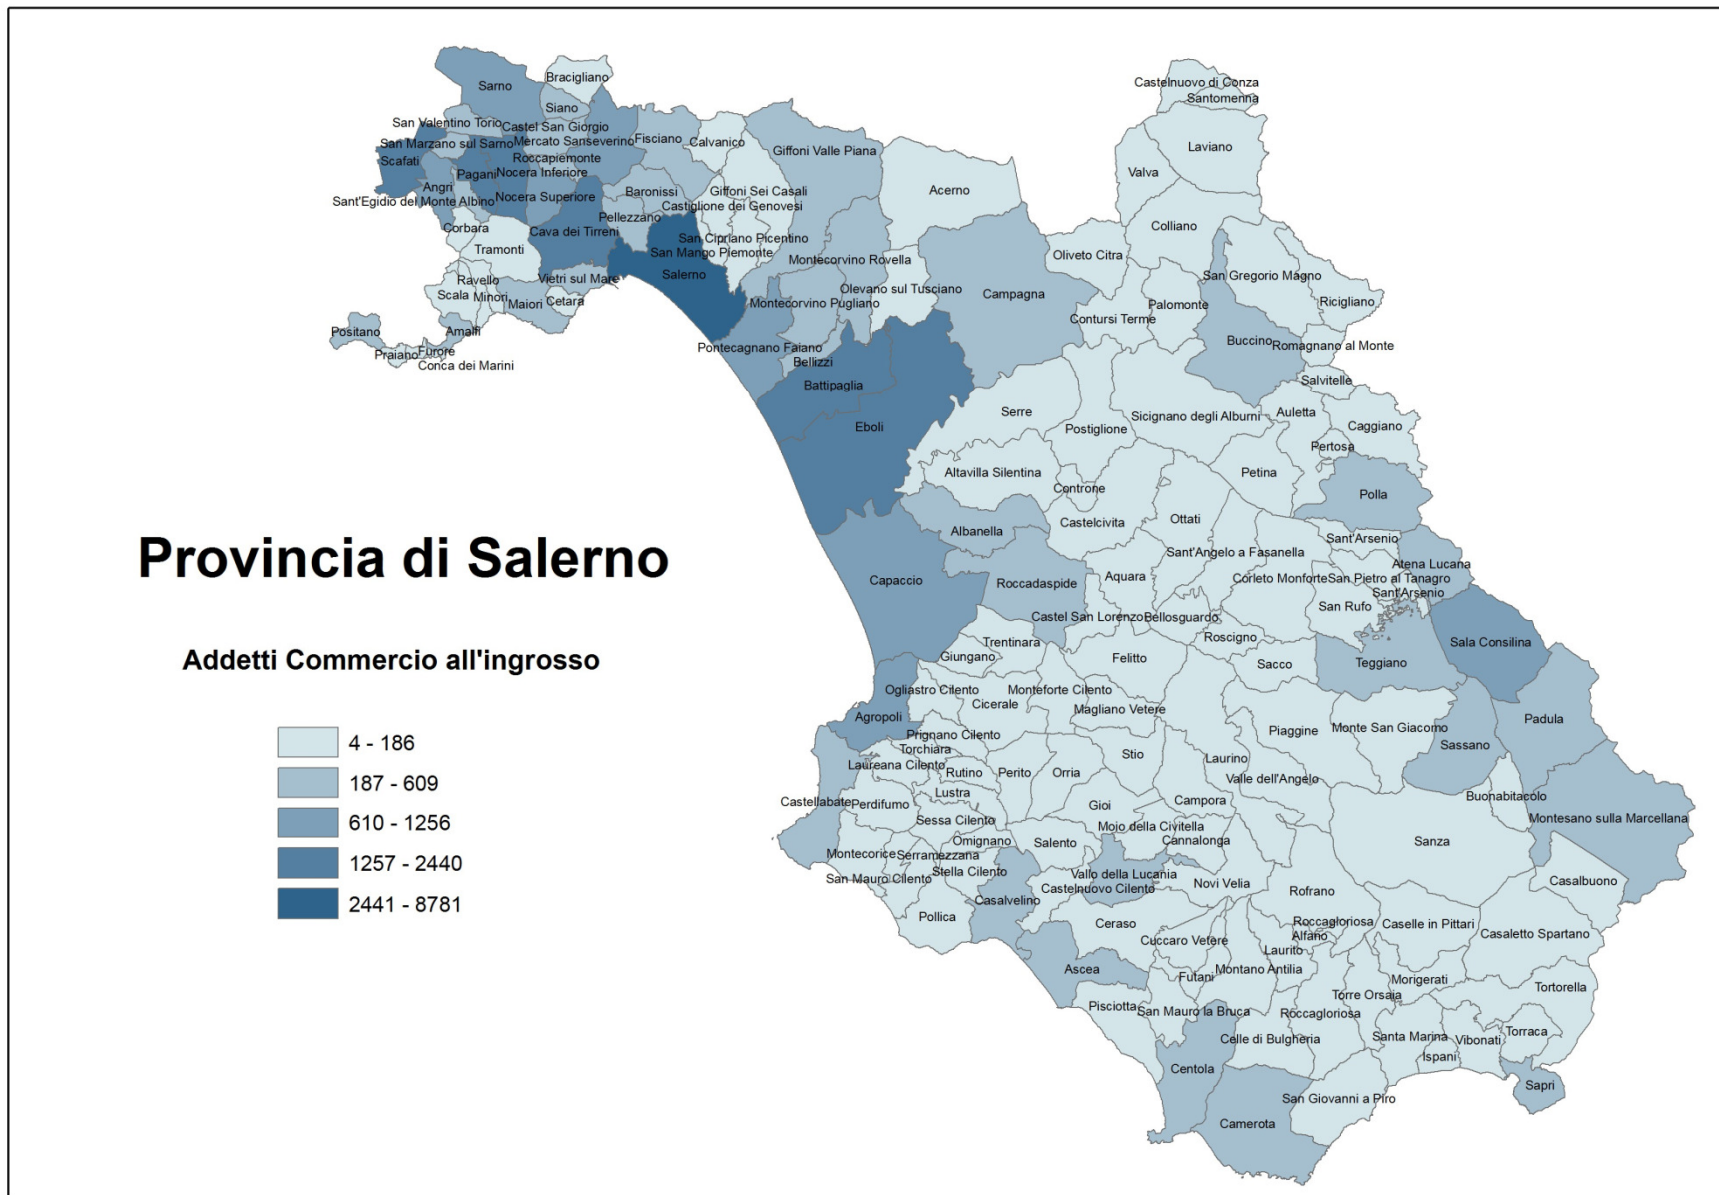 Castelnuovo di Conza
Santomenna
Bracigliano
Sarno
Siano
San Valentino Torio
Castel San Giorgio
Fisciano
Calvanico
Giffoni Valle Piana
Laviano
San Marzano sul Sarno
Mercato Sanseverino
Scafati
Roccapiemonte
Pagani
Nocera Inferiore
Valva
Angri
Baronissi
Giffoni Sei Casali
Acerno
Sant'Egidio del Monte Albino
Nocera Superiore
Castiglione dei Genovesi
Pellezzano
Corbara
Cava dei Tirreni
San Cipriano Picentino
Colliano
Tramonti
San Mango Piemonte
Montecorvino Rovella
Oliveto Citra
Ravello
Vietri sul Mare
Salerno
San Gregorio Magno
Scala
Minori
Maiori
Cetara
Olevano sul Tusciano
Campagna
Montecorvino Pugliano
Palomonte
Ricigliano
Positano
Amalfi
Contursi Terme
Praiano
Furore
Conca dei Marini
Pontecagnano Faiano
Bellizzi
Buccino
Romagnano al Monte
Battipaglia
Salvitelle
Serre
Sicignano degli Alburni
Auletta
Eboli
Postiglione
Caggiano
Pertosa
Altavilla Silentina
Petina
Controne
Polla
Provincia di Salerno
Albanella
Castelcivita
Ottati
Sant'Arsenio
Sant'Angelo a Fasanella
Atena Lucana
Capaccio
Roccadaspide
Aquara
Corleto Monforte
San Pietro al Tanagro
Sant'Arsenio
San Rufo
Castel San Lorenzo
Bellosguardo
Roscigno
Trentinara
Sala Consilina
Addetti Commercio all'ingrosso
Giungano
Felitto
Sacco
Teggiano
Ogliastro Cilento
Monteforte Cilento
Cicerale
Magliano Vetere
Agropoli
Piaggine
Monte San Giacomo
Padula
Prignano Cilento
Sassano
4 - 186
Torchiara
Stio
Laurino
Laureana Cilento
Rutino
Perito
Orria
Valle dell'Angelo
187 - 609
Lustra
Buonabitacolo
Castellabate
Perdifumo
Gioi
Campora
Sessa Cilento
Montesano sulla Marcellana
610 - 1256
Moio della Civitella
Omignano
Salento
Cannalonga
Sanza
1257 - 2440
Montecorice
Serramezzana
Stella Cilento
Vallo della Lucania
San Mauro Cilento
Castelnuovo Cilento
Novi Velia
Rofrano
Casalbuono
2441 - 8781
Casalvelino
Pollica
Ceraso
Roccagloriosa
Caselle in Pittari
Alfano
Casaletto Spartano
Cuccaro Vetere
Laurito
Ascea
Futani
Montano Antilia
Morigerati
Tortorella
Torre Orsaia
Pisciotta
San Mauro la Bruca
Roccagloriosa
Celle di Bulgheria
Santa Marina
Vibonati
Torraca
Ispani
Centola
Sapri
San Giovanni a Piro
Camerota